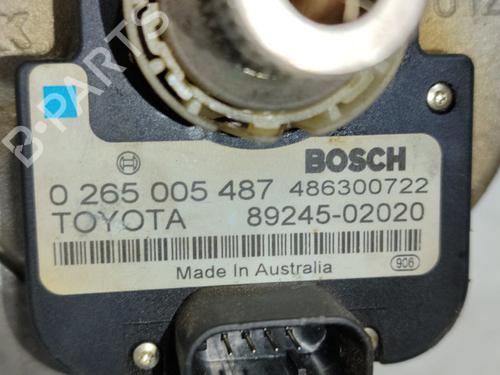 BOSCH
0 265 005 487 486300722
TOYOTA 89245-02020
Made In Australia 906
B-PARTS